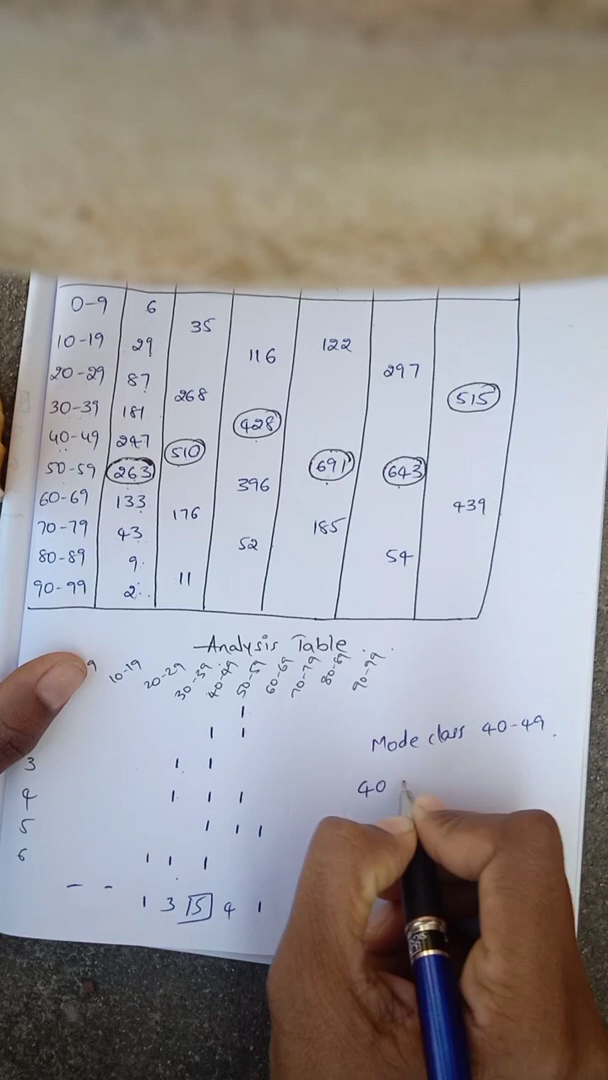 0-9 6
35
10-19 29 116 122
20-29 87 297
268 515
30-39 181
428
40-49 247
510
50-59 263 691 643
396
60-69 133 439
176
70-79 43 185
52
80-89 9 54
11
90-99 2
Analysis Table
9 10-19 20-29 30-39 40-49 50-59 60-69 70-79 80-89 90-99
I
I I
3 I I
4 I I I
5 I I I
6 I I I
- - 1 3 5 4 1
Mode class 40-49.
40